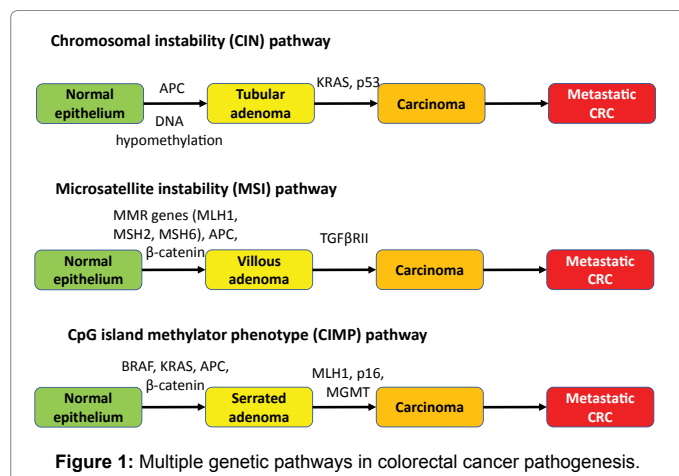 Chromosomal instability (CIN) pathway
Normal
epithelium
APC
DNA
hypomethylation
Tubular
adenoma
KRAS, p53
Carcinoma
Metastatic
CRC
Microsatellite instability (MSI) pathway
Normal
epithelium
MMR genes (MLH1,
MSH2, MSH6), APC,
β-catenin
Villous
adenoma
TGFβRII
Carcinoma
Metastatic
CRC
CpG island methylator phenotype (CIMP) pathway
Normal
epithelium
BRAF, KRAS, APC,
β-catenin
Serrated
adenoma
MLH1, p16,
MGMT
Carcinoma
Metastatic
CRC
Figure 1: Multiple genetic pathways in colorectal cancer pathogenesis.